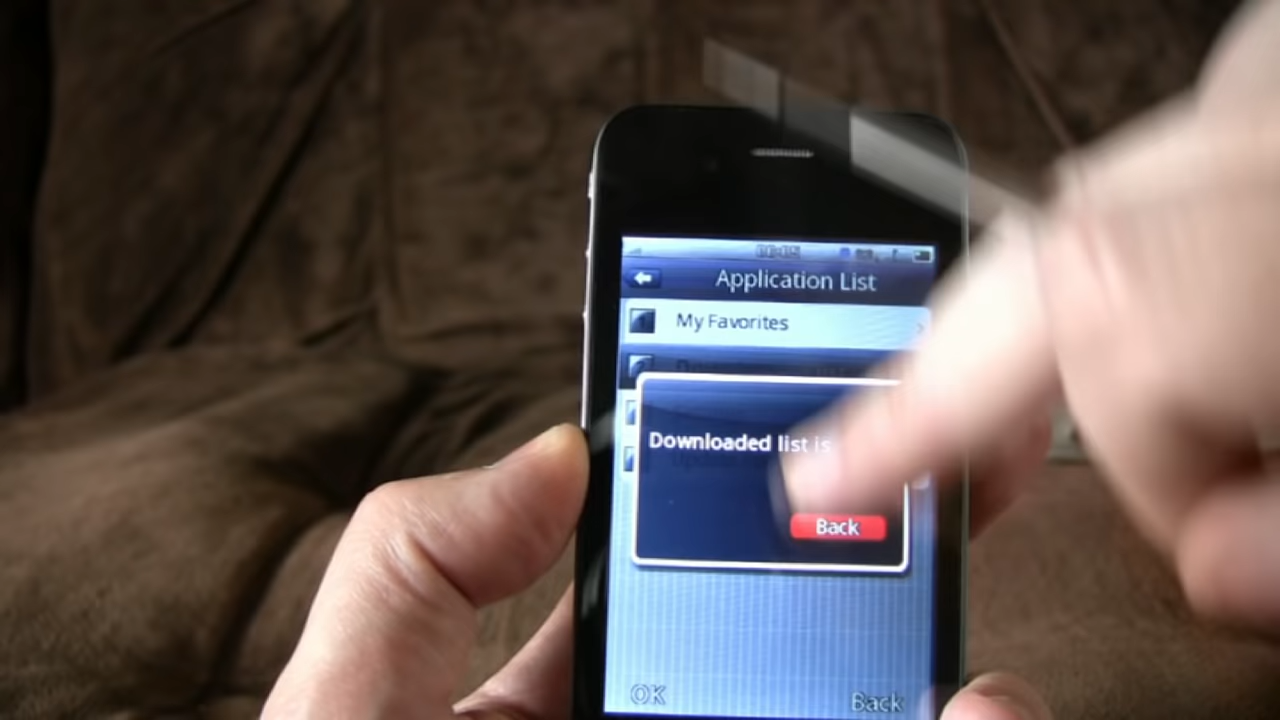 Application List
My Favorites
Downloaded list is
Back
OK
Back